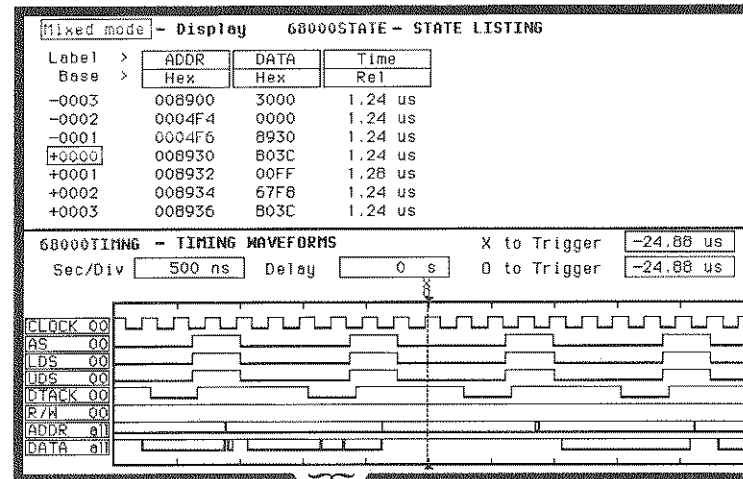 Mixed mode - Display 68000STATE - STATE LISTING
Label > ADDR DATA Time
Base > Hex Hex Rel
-0003 008900 3000 1.24 us
-0002 0004F4 0000 1.24 us
-0001 0004F6 8930 1.24 us
+0000 008930 B03C 1.24 us
+0001 008932 00FF 1.28 us
+0002 008934 67F8 1.24 us
+0003 008936 B03C 1.24 us
68000TIMNG - TIMING WAVEFORMS X to Trigger -24.88 us
Sec/Div 500 ns Delay 0 s O to Trigger -24.88 us
X
O
CLOCK 00
AS 00
LDS 00
UDS 00
DTACK 00
R/W 00
ADDR all
DATA all